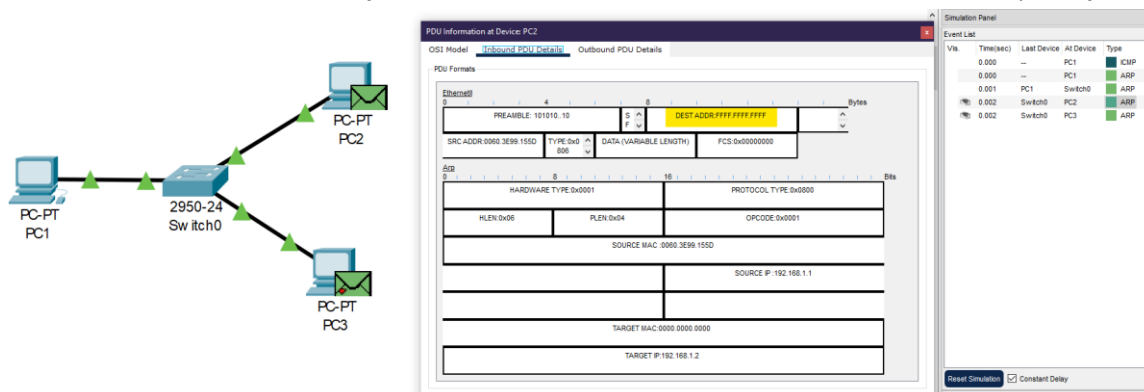 PC-PT
PC2
PC-PT
PC1
2950-24
Switch0
PC-PT
PC3
PDU Information at Device: PC2
x
OSI Model Inbound PDU Details Outbound PDU Details
PDU Formats
EthernetII
0 4 8 Bytes
PREAMBLE: 101010..10
S
F
DEST ADDR:FFFF.FFFF.FFFF
SRC ADDR:0060.3E99.155D
TYPE:0x0
806
DATA (VARIABLE LENGTH)
FCS:0x00000000
Arp
0 8 16 Bits
HARDWARE TYPE:0x0001 PROTOCOL TYPE:0x0800
HLEN:0x06 PLEN:0x04 OPCODE:0x0001
SOURCE MAC :0060.3E99.155D
SOURCE IP :192.168.1.1
TARGET MAC:0000.0000.0000
TARGET IP:192.168.1.2
Simulation Panel
Event List
Vis. Time(sec) Last Device At Device Type
0.000 -- PC1 ICMP
0.000 -- PC1 ARP
0.001 PC1 Switch0 ARP
0.002 Switch0 PC2 ARP
0.002 Switch0 PC3 ARP
Reset Simulation Constant Delay